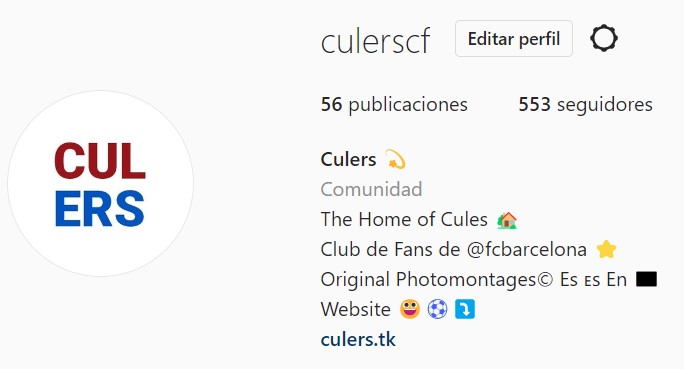 culerscf Editar perfil
56 publicaciones 553 seguidores
CUL
ERS
Culers 💫
Comunidad
The Home of Cules 🏠
Club de Fans de @fcbarcelona ⭐
Original Photomontages© Es ᴇs En
Website 😀⚽⤵
culers.tk